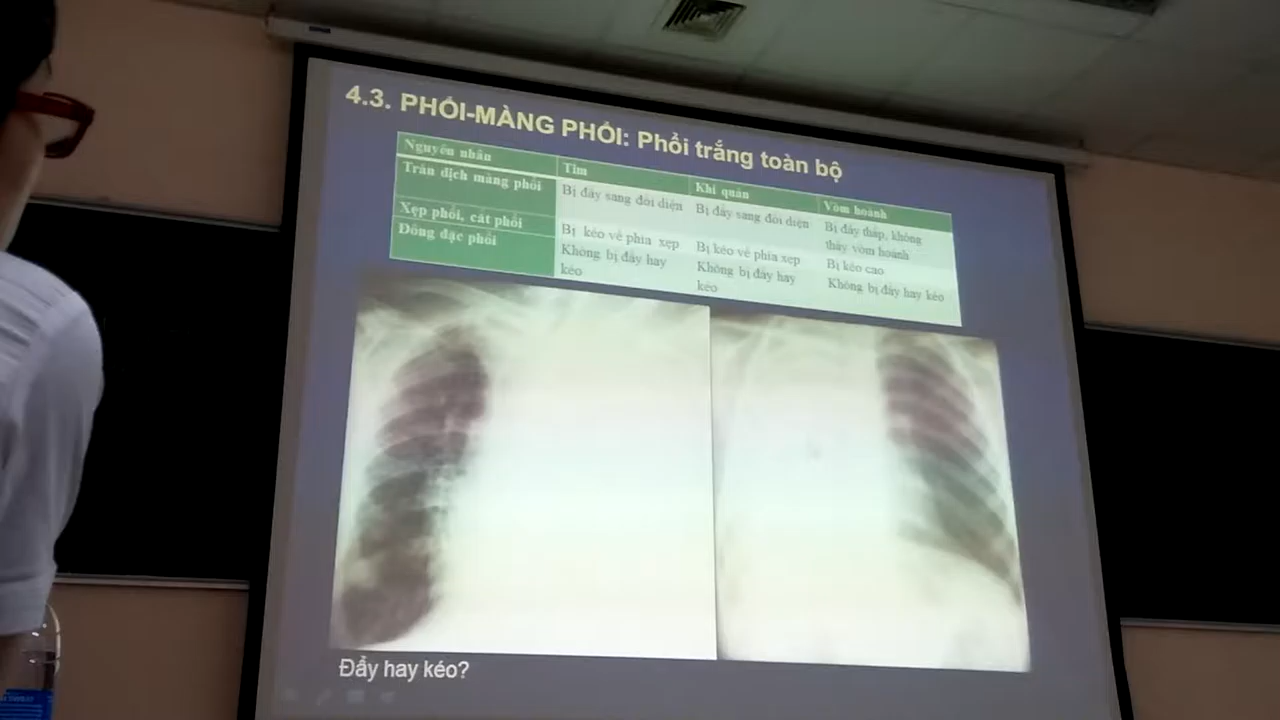 4.3. PHỔI-MÀNG PHỔI: Phổi trắng toàn bộ
Nguyên nhân Tim Khí quản Vòm hoành
Tràn dịch màng phổi Bị đẩy sang đối diện Bị đẩy sang đối diện Bị đẩy thấp, không
thấy vòm hoành
Xẹp phổi, cắt phổi Bị kéo về phía xẹp Bị kéo về phía xẹp Bị kéo cao
Đông đặc phổi Không bị đẩy hay Không bị đẩy hay Không bị đẩy hay kéo
kéo kéo
Đẩy hay kéo?